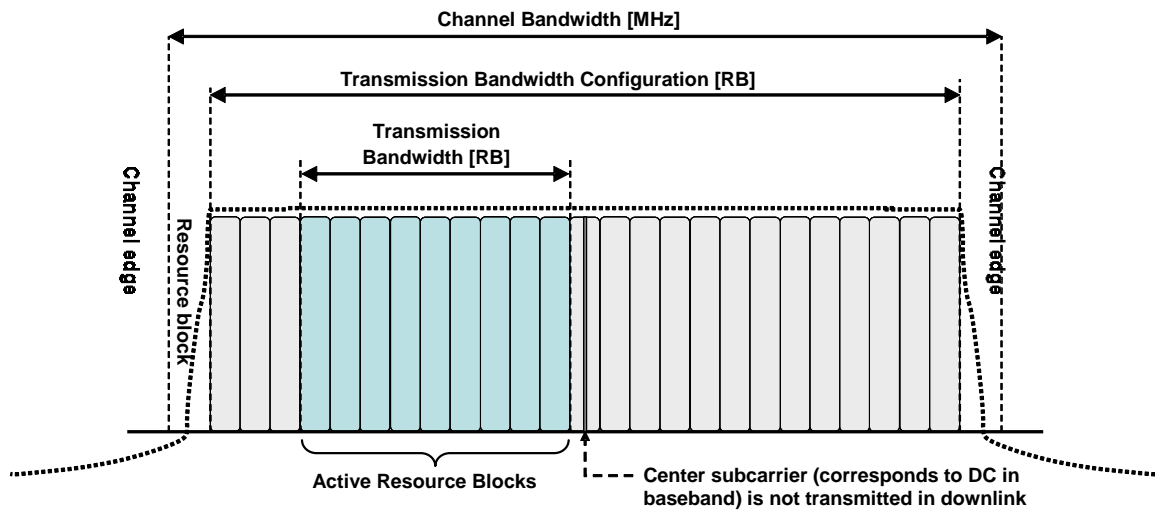 Channel Bandwidth [MHz]
Transmission Bandwidth Configuration [RB]
Transmission
Bandwidth [RB]
Channel edge
Resource block
Channel edge
Active Resource Blocks
Center subcarrier (corresponds to DC in
baseband) is not transmitted in downlink